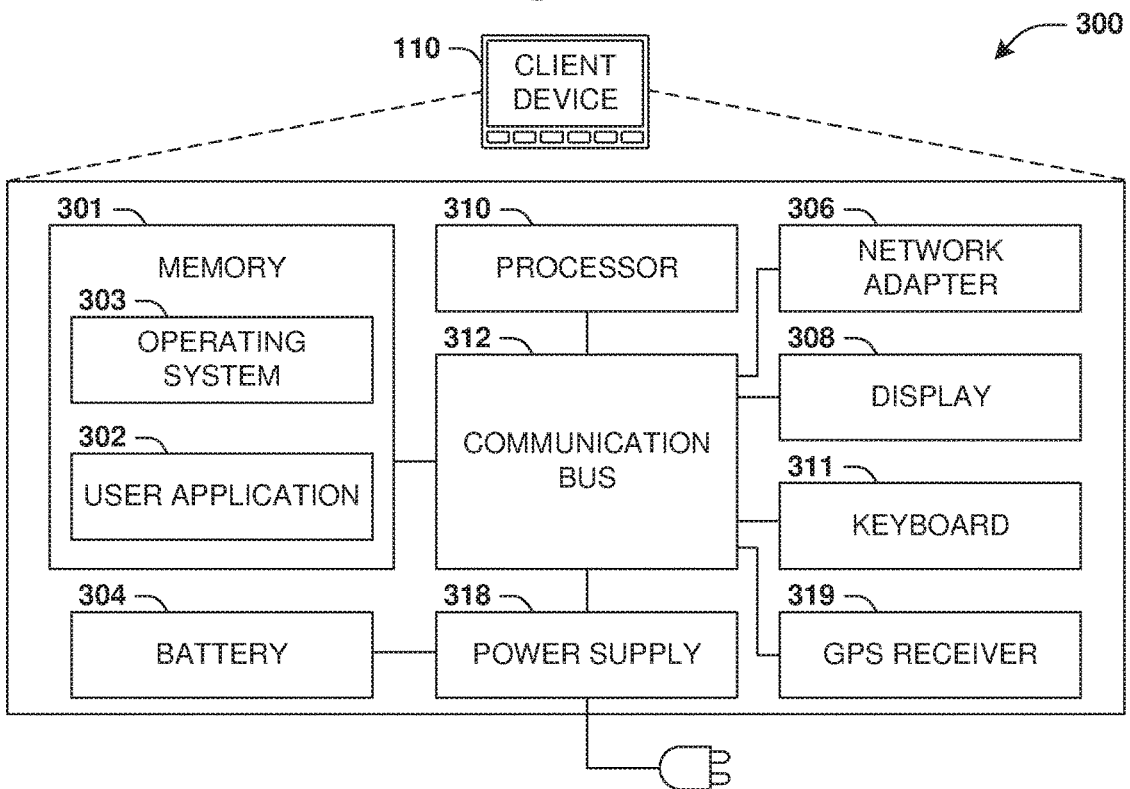 300
110
CLIENT
DEVICE
301
310
306
MEMORY
PROCESSOR
NETWORK
ADAPTER
303
312
308
OPERATING
SYSTEM
DISPLAY
302
COMMUNICATION
BUS
311
USER APPLICATION
KEYBOARD
304
318
319
BATTERY
POWER SUPPLY
GPS RECEIVER